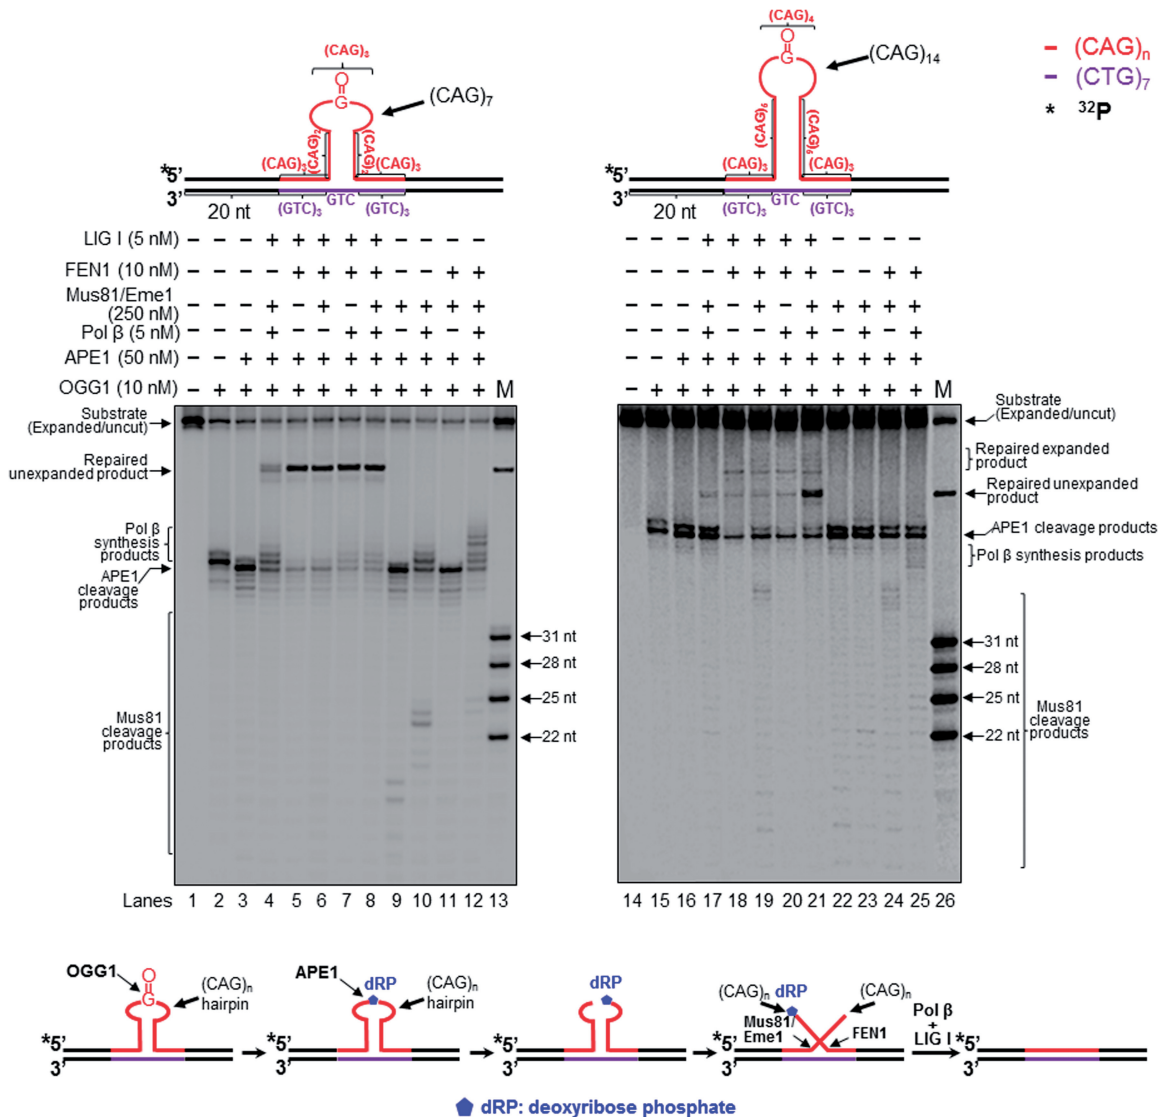 (CAG)₃
O
G
(CAG)₇
(CAG)₂
(CAG)₂
(CAG)₃
(CAG)₃
*5'
3'
GTC
20 nt
(GTC)₃
(GTC)₃
(CAG)₄
O
G
(CAG)₁₄
(CAG)₆
(CAG)₆
(CAG)₃
(CAG)₃
*5'
3'
GTC
20 nt
(GTC)₃
(GTC)₃
(CAG)n
(CTG)₇
* ³²P
LIG I (5 nM) – – – + + + + + – – – – – – – + + + + + – – – –
FEN1 (10 nM) – – – – + + + + – – + + – – – – + + + + – – + +
Mus81/Eme1
(250 nM) – – – + – + – + + + + + – – – + – + – + + + + +
Pol β (5 nM) – – – + – – + + – + – + – – – + – – + + – + – +
APE1 (50 nM) – – + + + + + + + + + + – – + + + + + + + + + +
OGG1 (10 nM) – + + + + + + + + + + + M – + + + + + + + + + + + M
Substrate
(Expanded/uncut)
Repaired
unexpanded product
Pol β
synthesis
products
APE1
cleavage
products
Mus81
cleavage
products
31 nt
28 nt
25 nt
22 nt
Substrate
(Expanded/uncut)
Repaired expanded
product
Repaired unexpanded
product
APE1 cleavage products
Pol β synthesis products
31 nt
28 nt
25 nt
22 nt
Mus81
cleavage
products
Lanes 1 2 3 4 5 6 7 8 9 10 11 12 13 14 15 16 17 18 19 20 21 22 23 24 25 26
OGG1
O
G
(CAG)n
hairpin
*5'
3'
APE1
dRP
(CAG)n
hairpin
*5'
3'
dRP
*5'
3'
(CAG)n
dRP
(CAG)n
Mus81/
Eme1
FEN1
*5'
3'
Pol β
+
LIG I
*5'
3'
dRP: deoxyribose phosphate